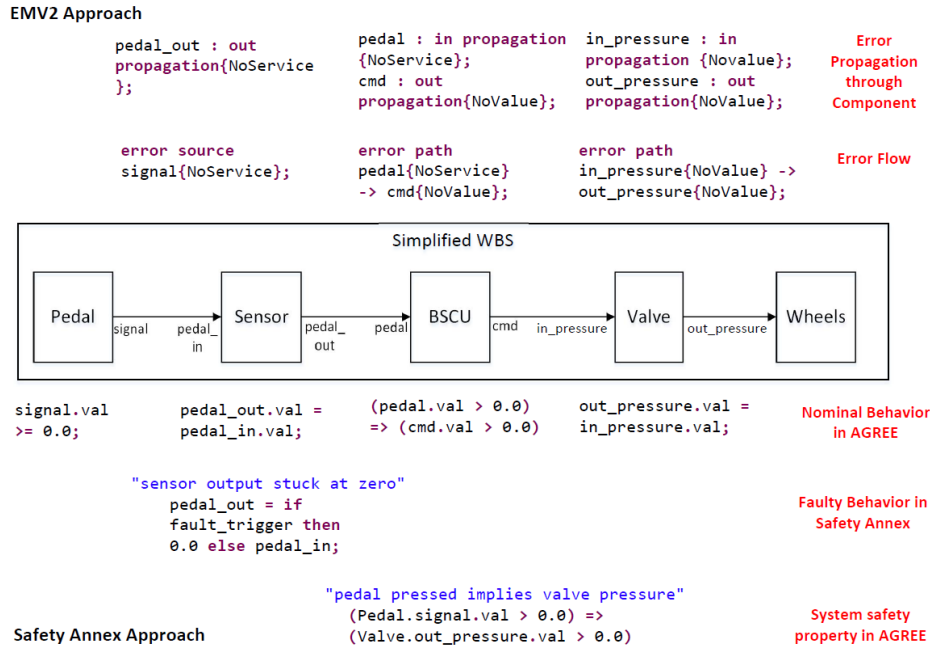 EMV2 Approach
pedal_out : out
propagation{NoService
};
pedal : in propagation
{NoService};
cmd : out
propagation{NoValue};
in_pressure : in
propagation {Novalue};
out_pressure : out
propagation{NoValue};
Error
Propagation
through
Component
error source
signal{NoService};
error path
pedal{NoService}
-> cmd{NoValue};
error path
in_pressure{NoValue} ->
out_pressure{NoValue};
Error Flow
Simplified WBS
Pedal
signal
pedal_
in
Sensor
pedal_
out
pedal
BSCU
cmd
in_pressure
Valve
out_pressure
Wheels
signal.val
>= 0.0;
pedal_out.val =
pedal_in.val;
(pedal.val > 0.0)
=> (cmd.val > 0.0)
out_pressure.val =
in_pressure.val;
Nominal Behavior
in AGREE
"sensor output stuck at zero"
pedal_out = if
fault_trigger then
0.0 else pedal_in;
Faulty Behavior in
Safety Annex
"pedal pressed implies valve pressure"
(Pedal.signal.val > 0.0) =>
(Valve.out_pressure.val > 0.0)
System safety
property in AGREE
Safety Annex Approach